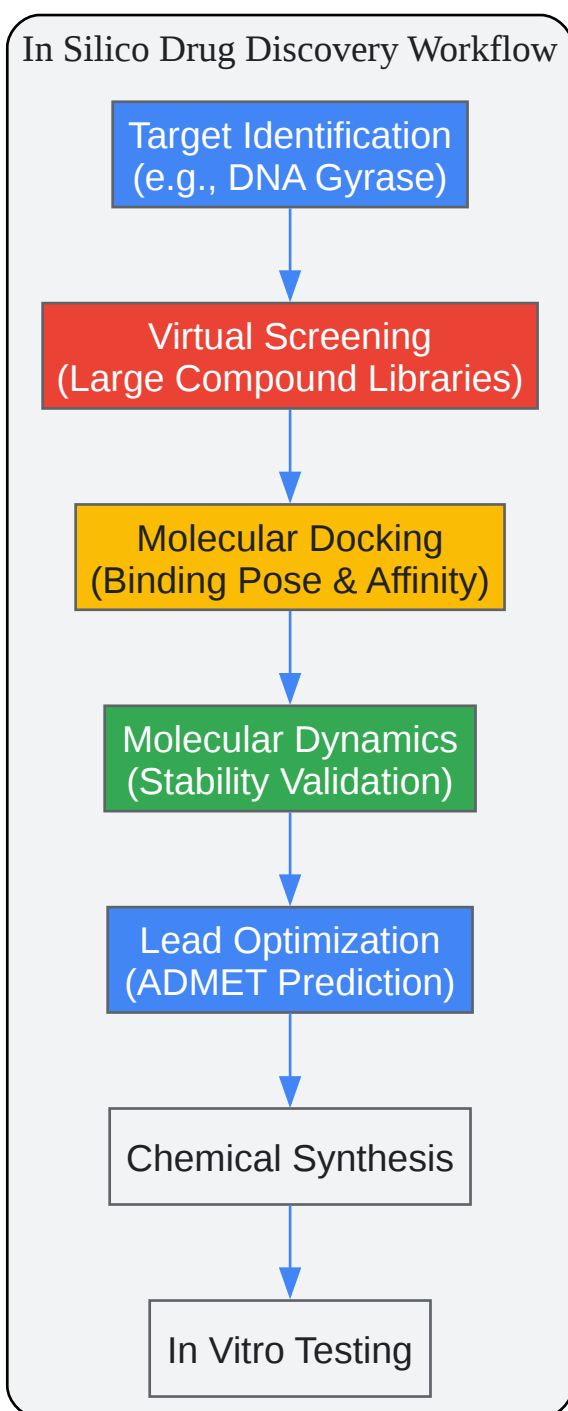 In Silico Drug Discovery Workflow
Target Identification
(e.g., DNA Gyrase)
Virtual Screening
(Large Compound Libraries)
Molecular Docking
(Binding Pose & Affinity)
Molecular Dynamics
(Stability Validation)
Lead Optimization
(ADMET Prediction)
Chemical Synthesis
In Vitro Testing